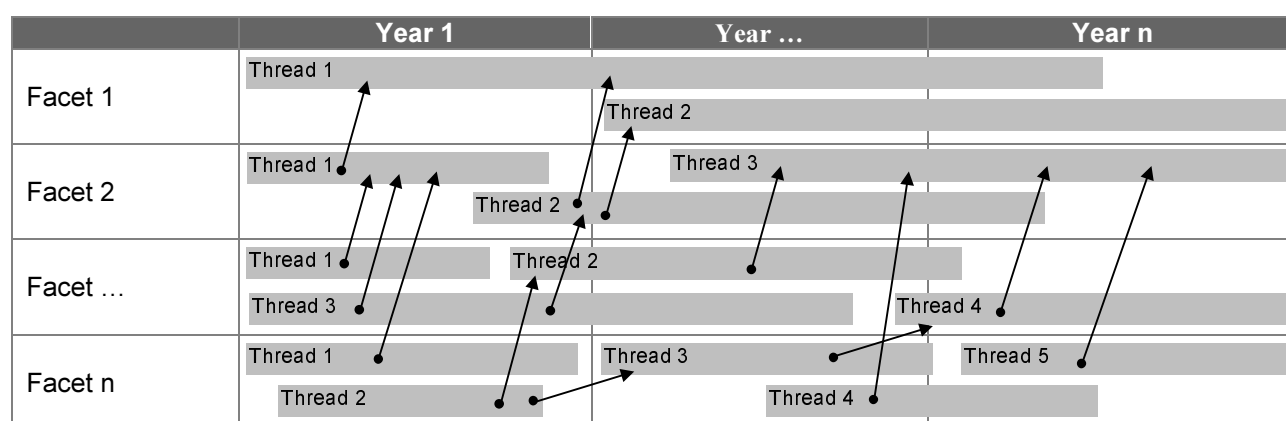 Year 1 Year … Year n
Facet 1
Thread 1
Thread 2
Facet 2
Thread 1
Thread 3
Thread 2
Facet …
Thread 1
Thread 2
Thread 3
Thread 4
Facet n
Thread 1
Thread 3
Thread 5
Thread 2
Thread 4